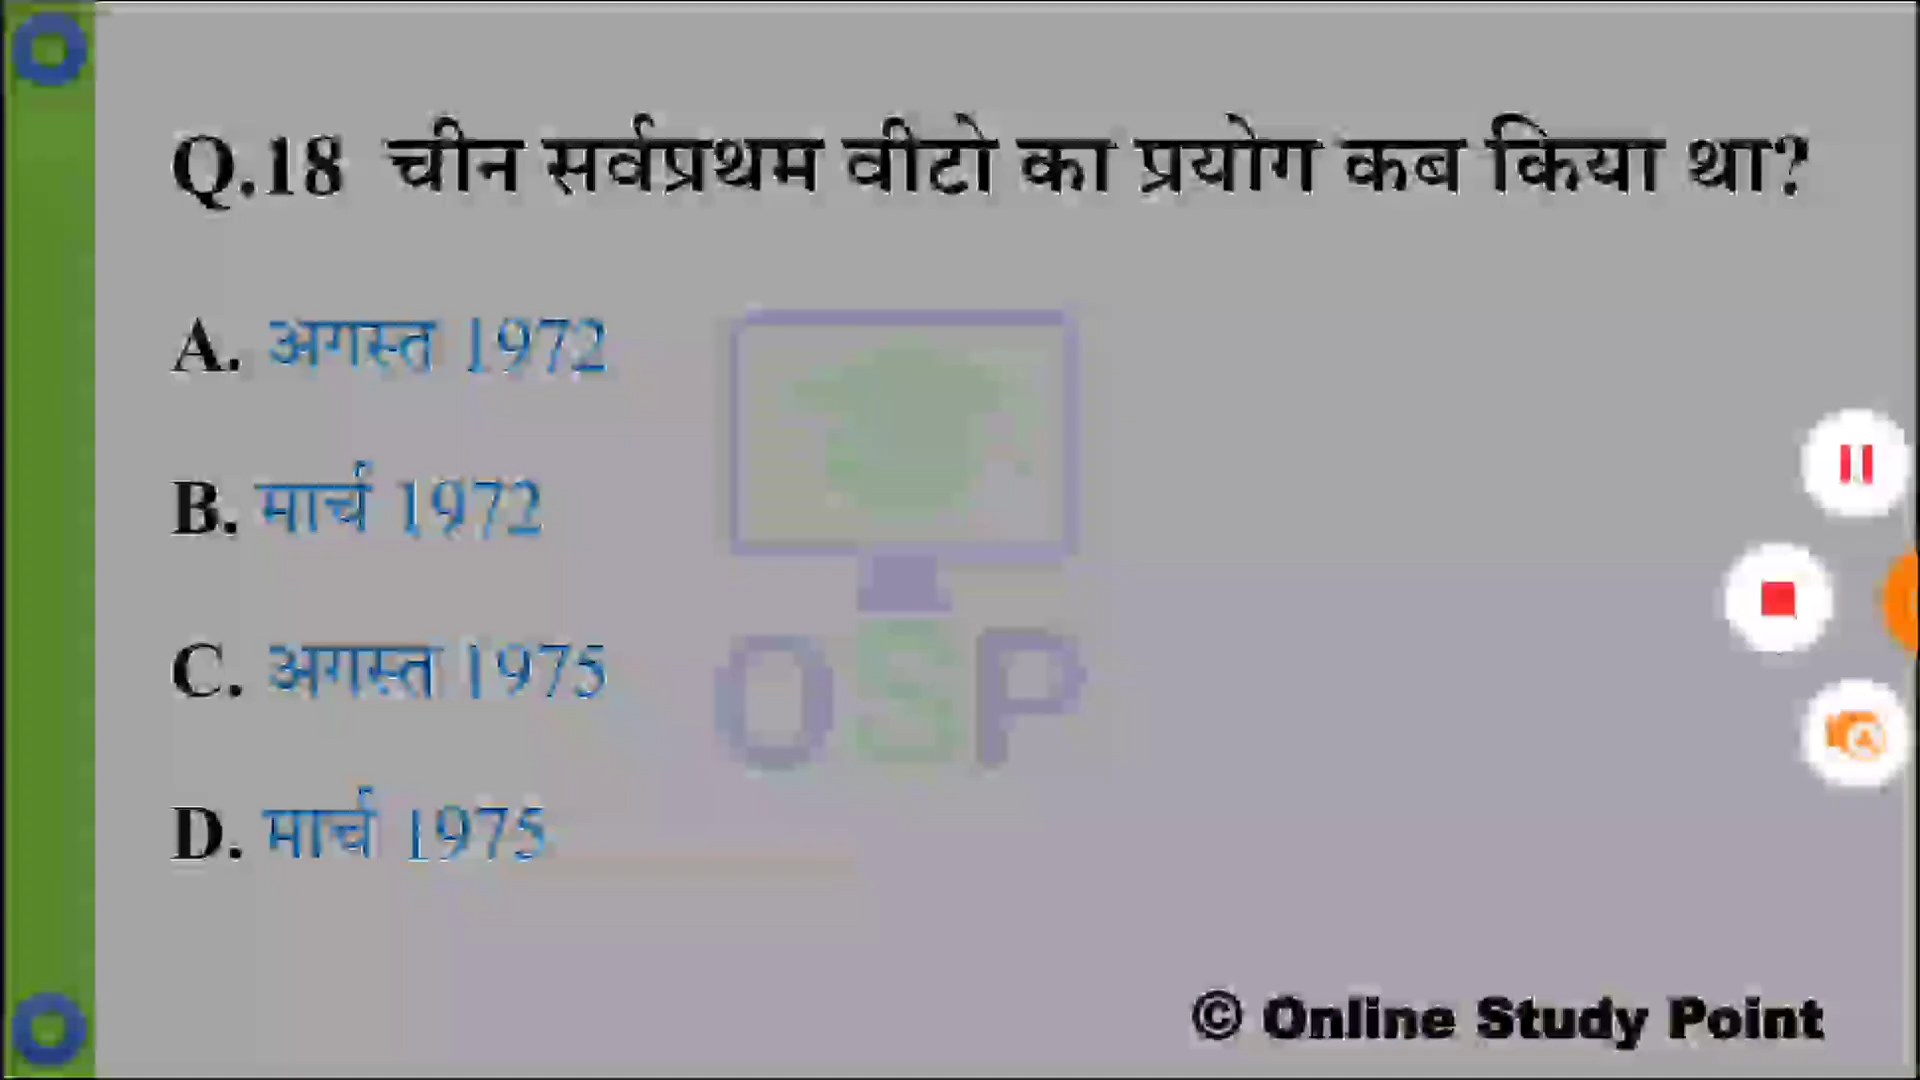 Q.18 चीन सर्वप्रथम वीटो का प्रयोग कब किया था?
A. अगस्त 1972
B. मार्च 1972
C. अगस्त 1975
D. मार्च 1975
OSP
© Online Study Point